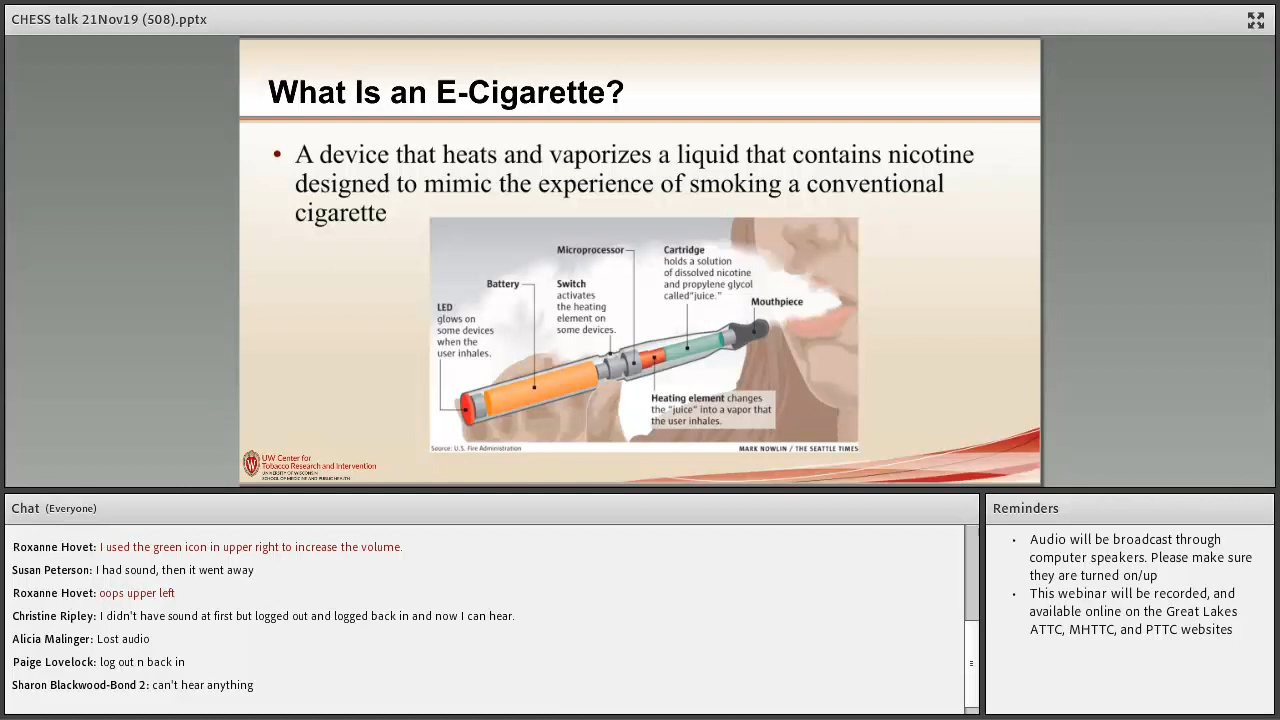 CHESS talk 21Nov19 (508).pptx
What Is an E-Cigarette?
• A device that heats and vaporizes a liquid that contains nicotine
designed to mimic the experience of smoking a conventional
cigarette
Microprocessor
Cartridge
holds a solution
of dissolved nicotine
and propylene glycol
called "juice."
Battery
Switch
activates
the heating
element on
some devices.
Mouthpiece
LED
glows on
some devices
when the
user inhales.
Heating element changes
the "juice" into a vapor that
the user inhales.
Source: U.S. Fire Administration
MARK NOWLIN / THE SEATTLE TIMES
UW Center for
Tobacco Research and Intervention
UNIVERSITY OF WISCONSIN
SCHOOL OF MEDICINE AND PUBLIC HEALTH
Chat (Everyone)
Roxanne Hovet: I used the green icon in upper right to increase the volume.
Susan Peterson: I had sound, then it went away
Roxanne Hovet: oops upper left
Christine Ripley: I didn't have sound at first but logged out and logged back in and now I can hear.
Alicia Malinger: Lost audio
Paige Lovelock: log out n back in
Sharon Blackwood-Bond 2: can't hear anything
Reminders
• Audio will be broadcast through
computer speakers. Please make sure
they are turned on/up
• This webinar will be recorded, and
available online on the Great Lakes
ATTC, MHTTC, and PTTC websites